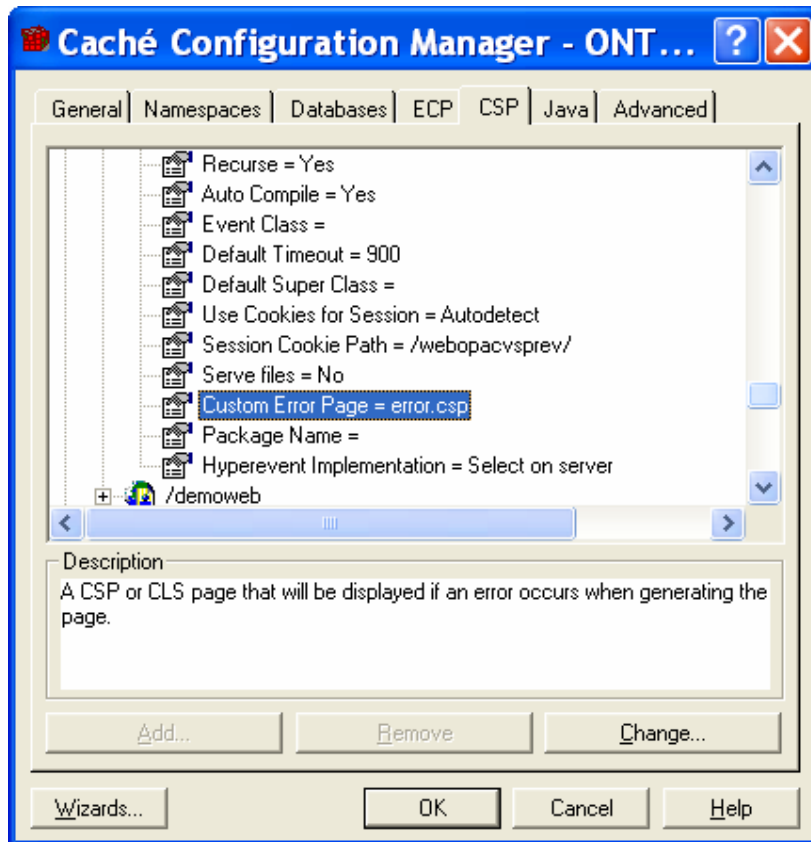 Caché Configuration Manager - ONT...
General Namespaces Databases ECP CSP Java Advanced
Recurse = Yes
Auto Compile = Yes
Event Class =
Default Timeout = 900
Default Super Class =
Use Cookies for Session = Autodetect
Session Cookie Path = /webopacvsprev/
Serve files = No
Custom Error Page = error.csp
Package Name =
Hyperevent Implementation = Select on server
/demoweb
Description
A CSP or CLS page that will be displayed if an error occurs when generating the
page.
Add... Remove Change...
Wizards... OK Cancel Help